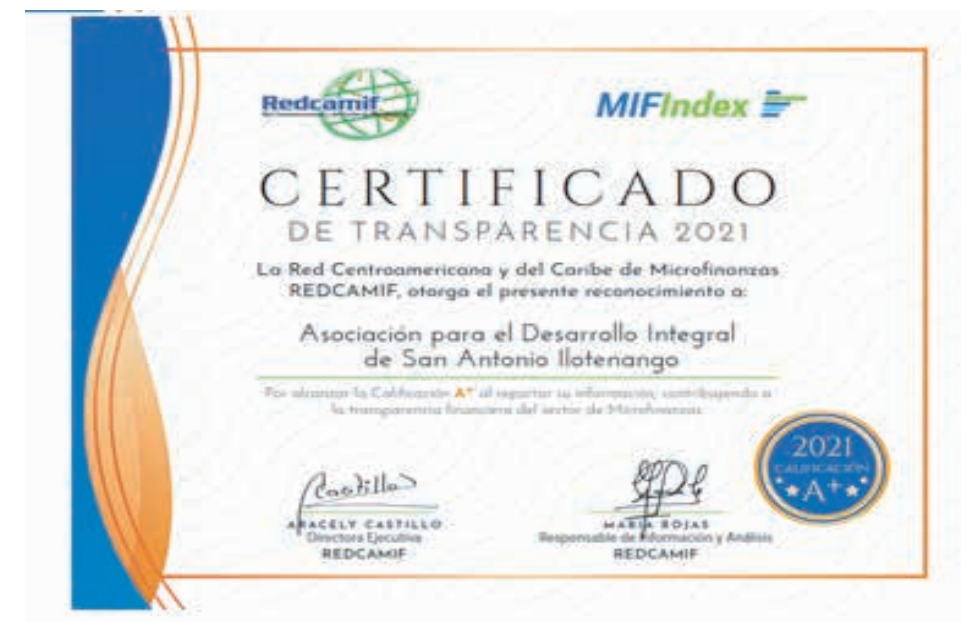 Redcamif
MIFIndex
CERTIFICADO
DE TRANSPARENCIA 2021
La Red Centroamericana y del Caribe de Microfinanzas
REDCAMIF, otorga el presente reconocimiento a:
Asociación para el Desarrollo Integral
de San Antonio Ilotenango
Por alcanzar la Calificación A+ al reportar su información, contribuyendo a
la transparencia financiera del sector de Microfinanzas
2021
CALIFICACIÓN
A+
Castillo
ARACELY CASTILLO
Directora Ejecutiva
REDCAMIF
MARÍA ROJAS
Responsable de Información y Análisis
REDCAMIF